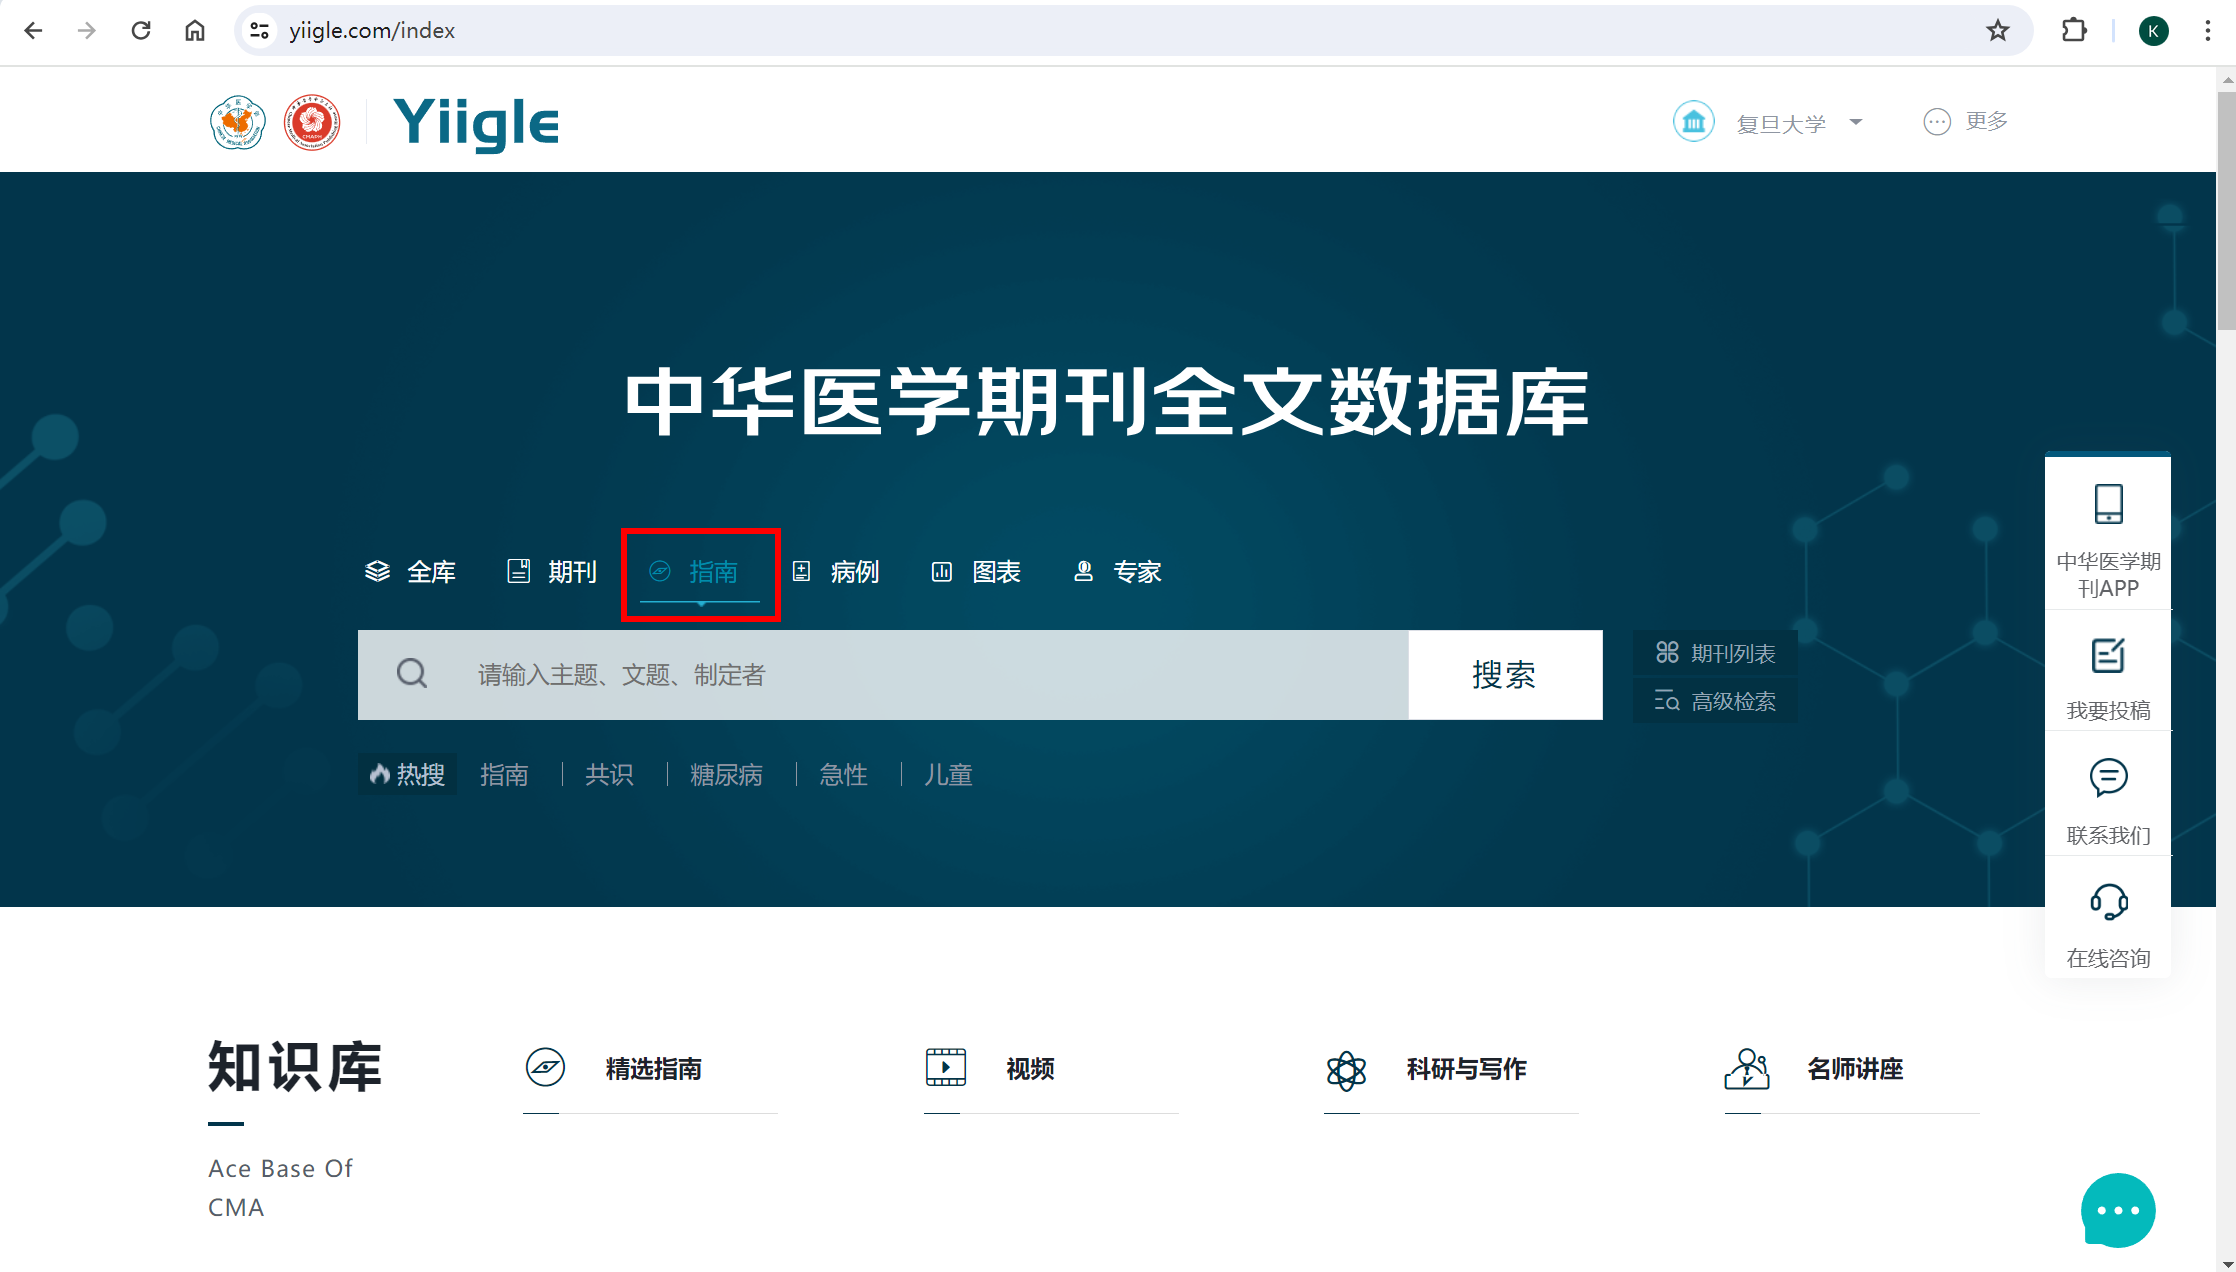 yiigle.com/index
K
Yiigle
复旦大学
更多
中华医学期刊全文数据库
全库 期刊 指南 病例 图表 专家
请输入主题、文题、制定者
搜索
期刊列表
高级检索
热搜 指南 共识 糖尿病 急性 儿童
中华医学期
刊APP
我要投稿
联系我们
在线咨询
知识库
精选指南 视频 科研与写作 名师讲座
Ace Base Of
CMA